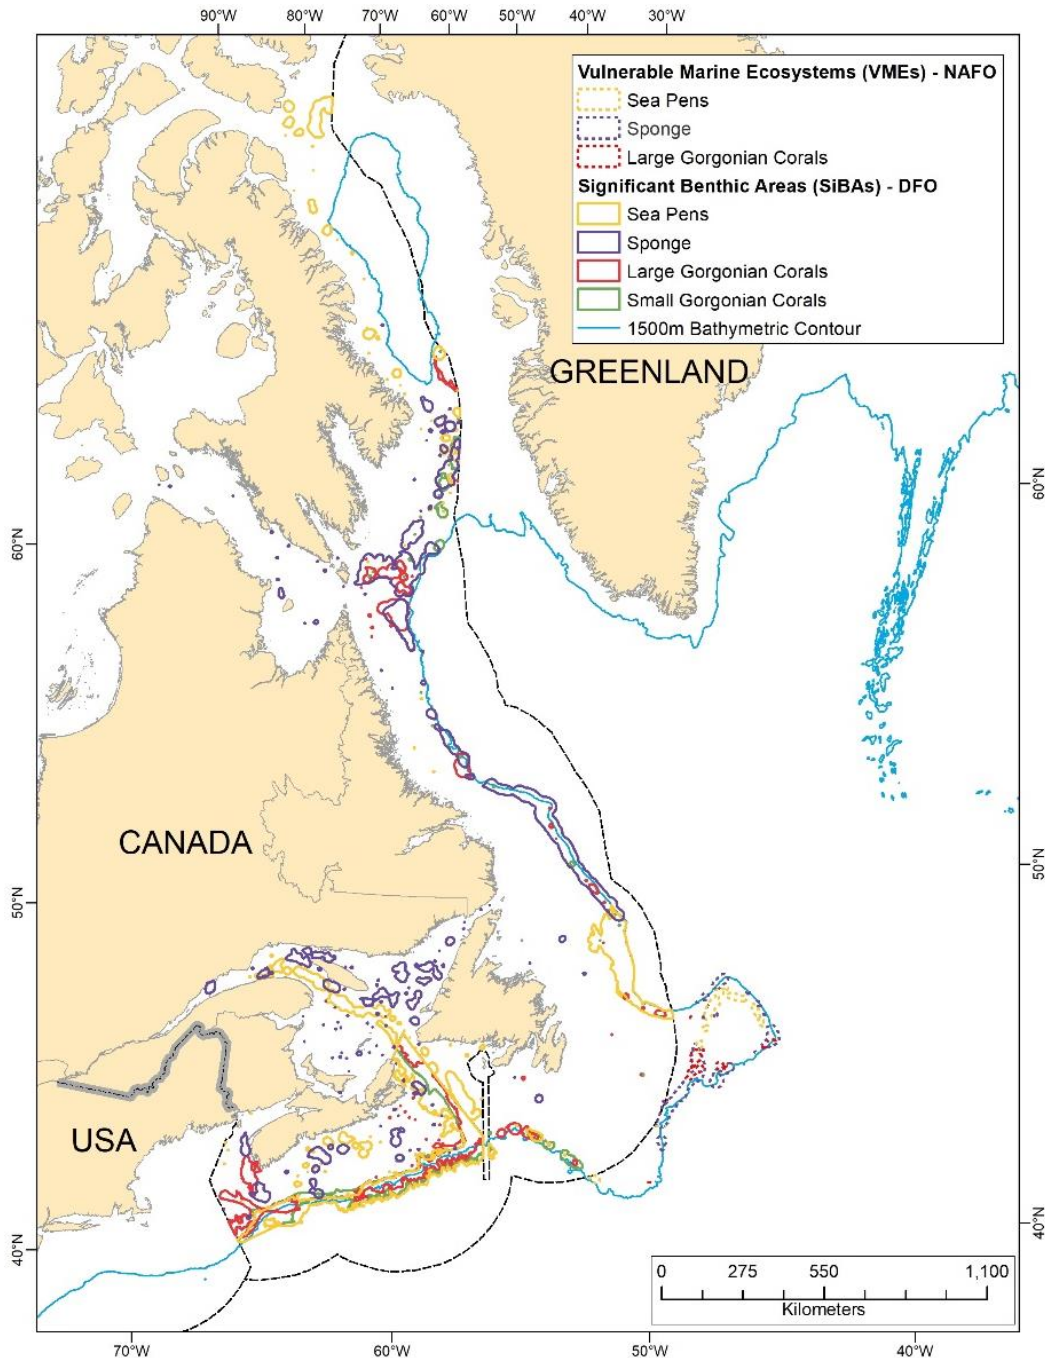 90°W 80°W 70°W 60°W 50°W 40°W 30°W
Vulnerable Marine Ecosystems (VMEs) - NAFO
Sea Pens
Sponge
Large Gorgonian Corals
Significant Benthic Areas (SiBAs) - DFO
Sea Pens
Sponge
Large Gorgonian Corals
Small Gorgonian Corals
1500m Bathymetric Contour
GREENLAND
60°N
60°N
CANADA
50°N
50°N
USA
40°N
40°N
0 275 550 1,100
Kilometers
70°W 60°W 50°W 40°W